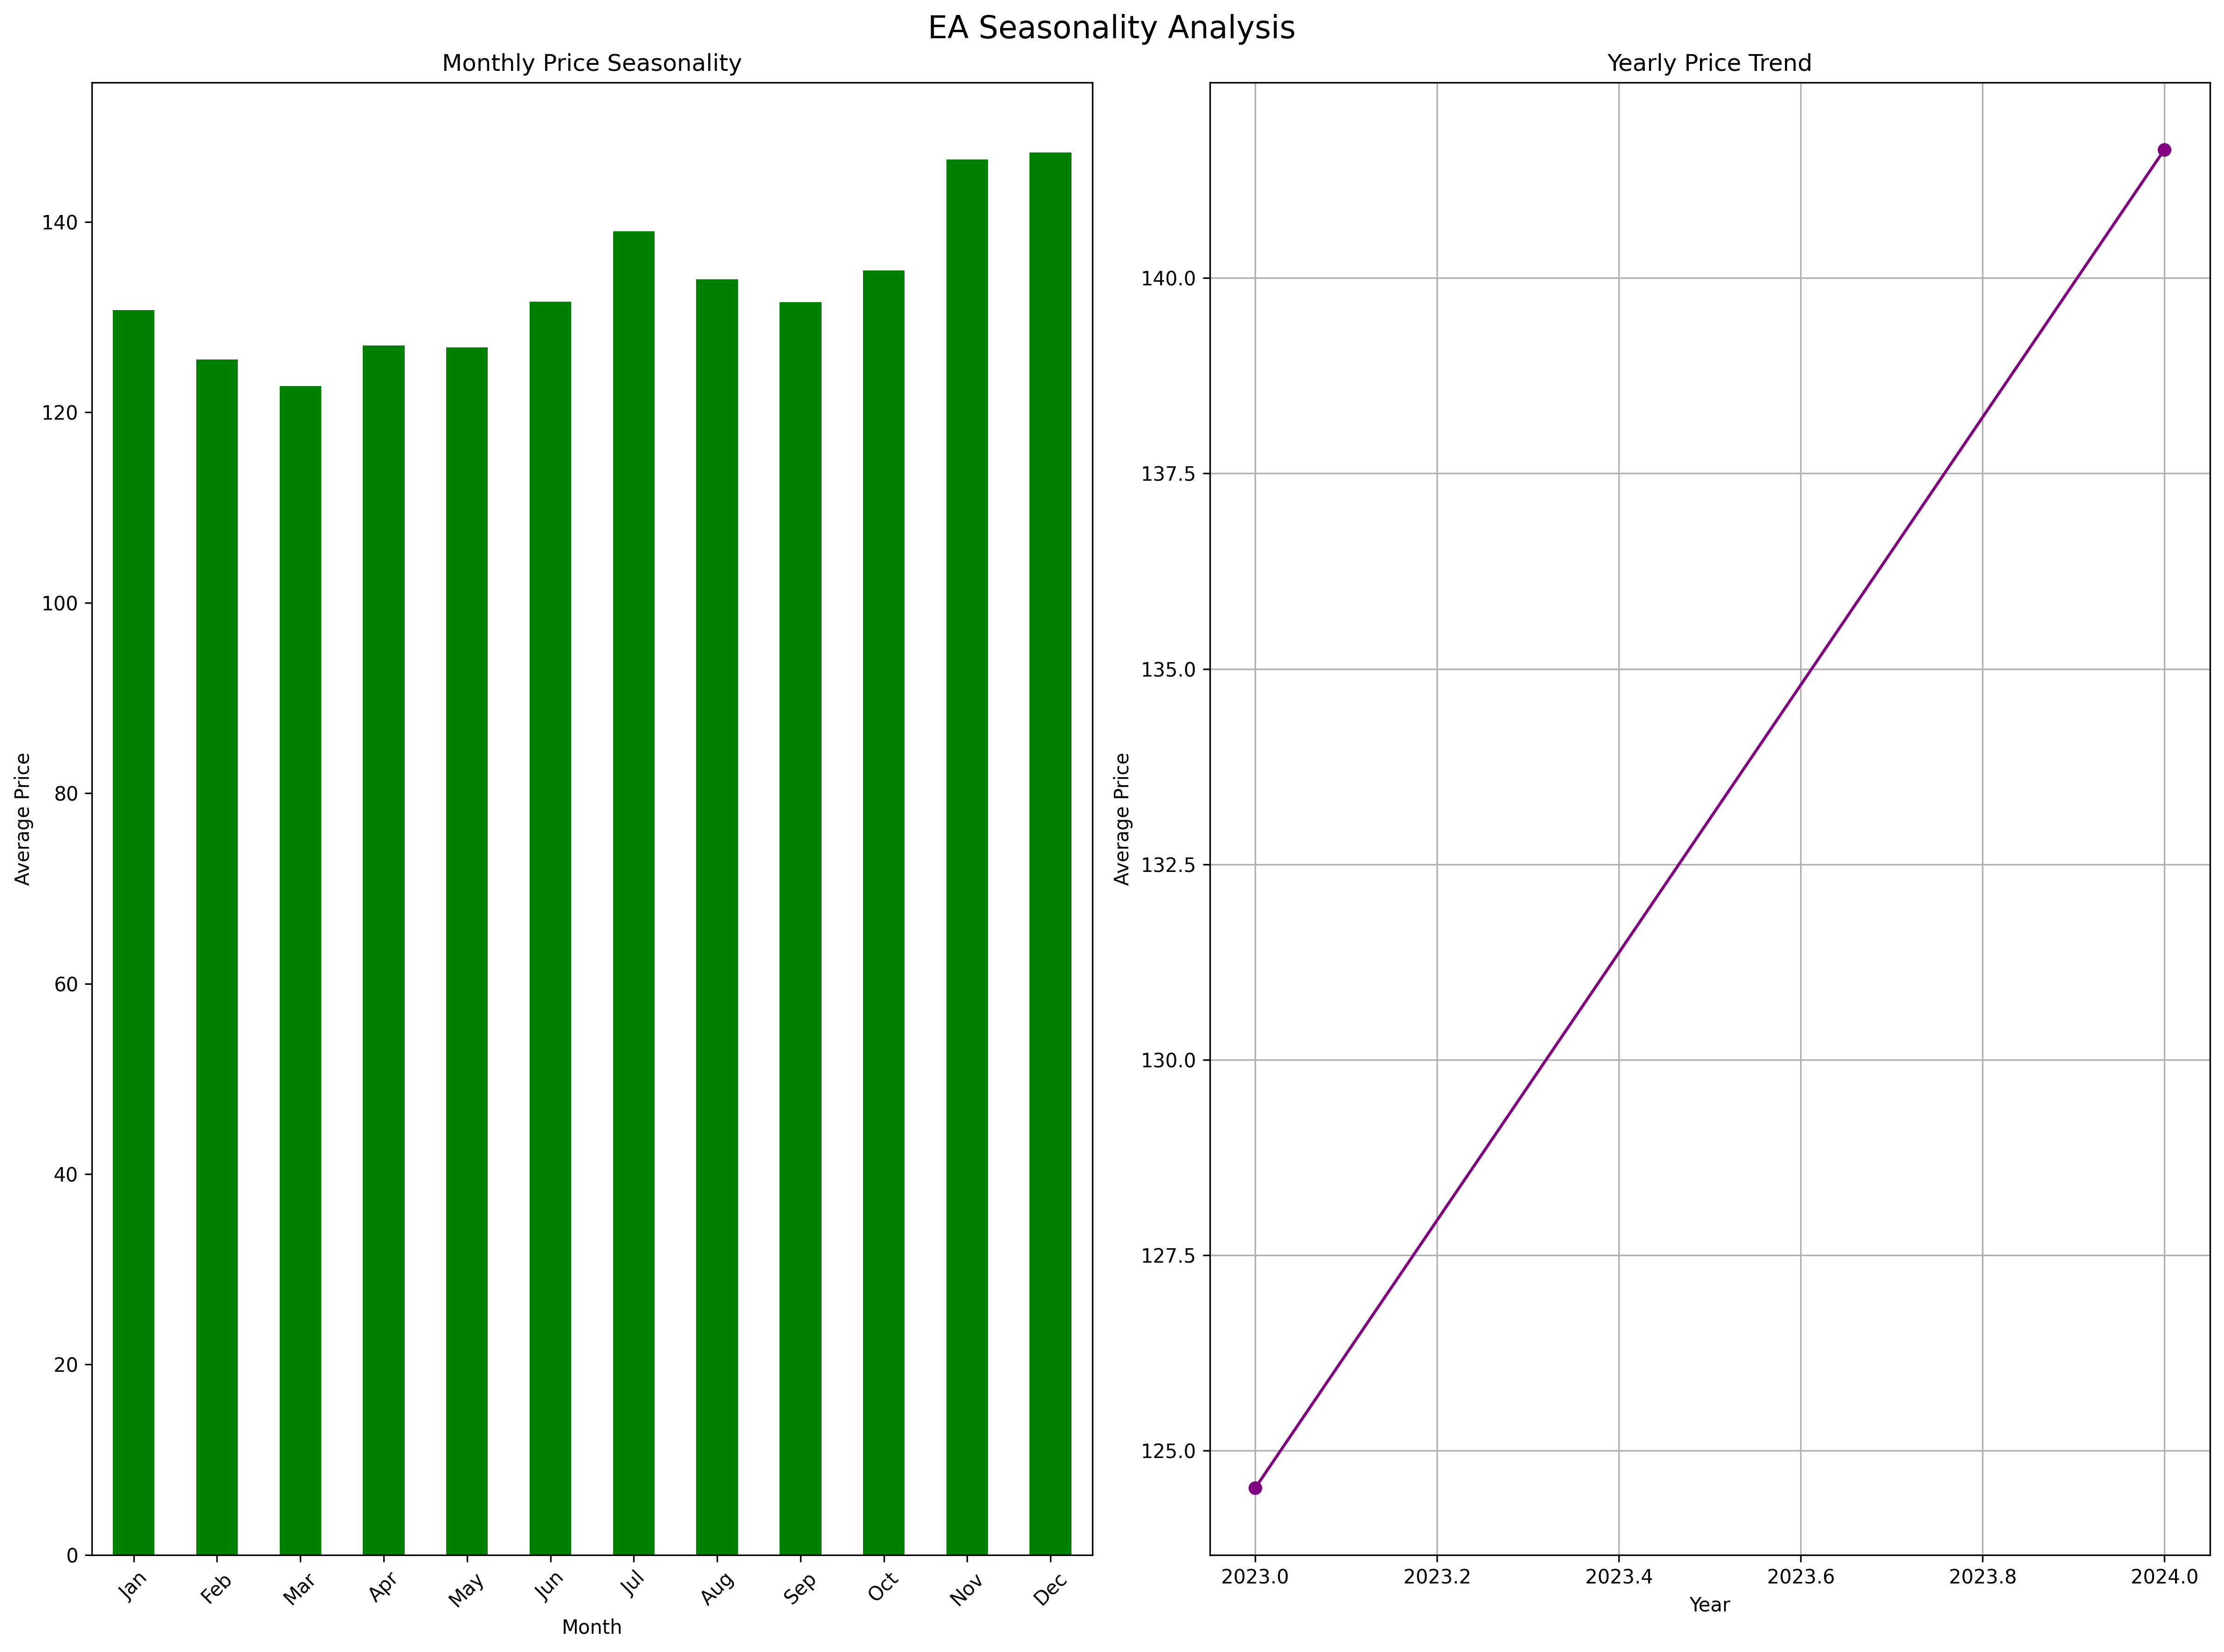 EA Seasonality Analysis
Monthly Price Seasonality
Average Price
140
120
100
80
60
40
20
0
Jan
Feb
Mar
Apr
May
Jun
Jul
Aug
Sep
Oct
Nov
Dec
Month
Yearly Price Trend
Average Price
140.0
137.5
135.0
132.5
130.0
127.5
125.0
2023.0
2023.2
2023.4
2023.6
2023.8
2024.0
Year